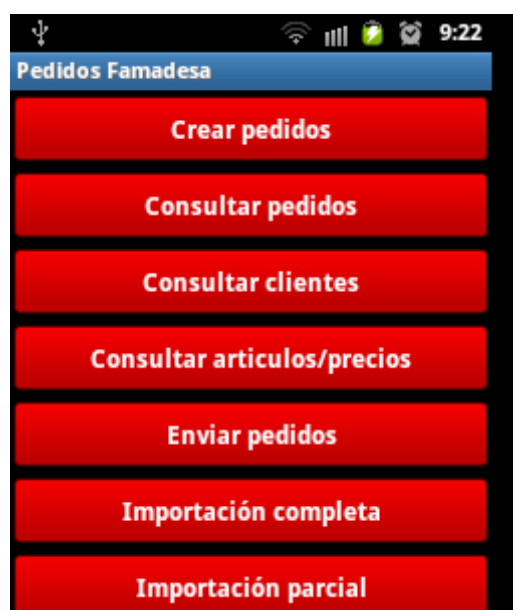 9:22
Pedidos Famadesa
Crear pedidos
Consultar pedidos
Consultar clientes
Consultar articulos/precios
Enviar pedidos
Importación completa
Importación parcial